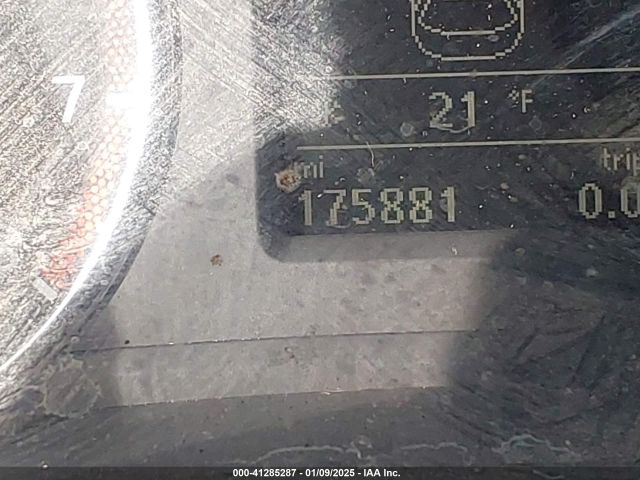 7
21 °F
mi trip
175881 0.0
000-41285287 - 01/09/2025 - IAA Inc.